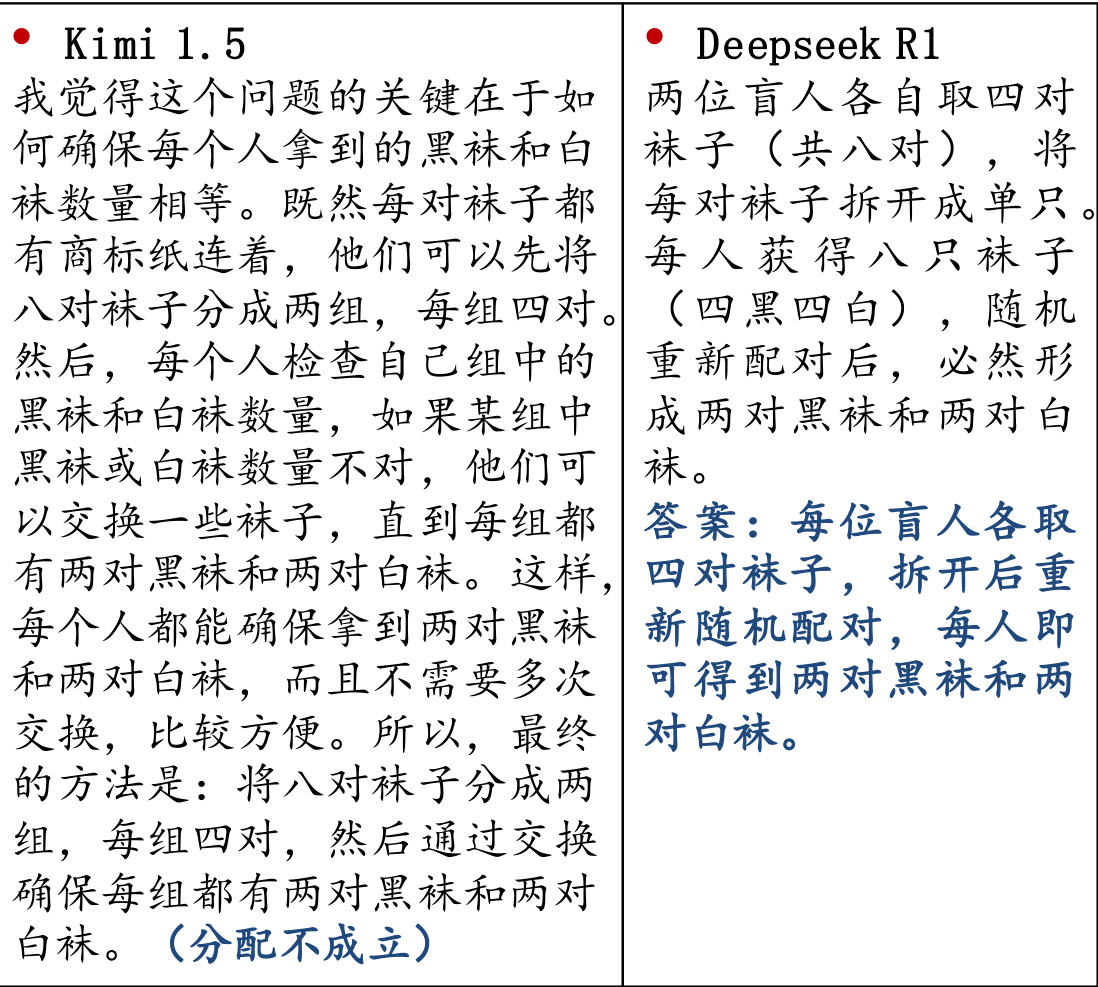 • Kimi 1.5
我觉得这个问题的关键在于如
何确保每个人拿到的黑袜和白
袜数量相等。既然每对袜子都
有商标纸连着，他们可以先将
八对袜子分成两组，每组四对。
然后，每个人检查自己组中的
黑袜和白袜数量，如果某组中
黑袜或白袜数量不对，他们可
以交换一些袜子，直到每组都
有两对黑袜和两对白袜。这样，
每个人都能确保拿到两对黑袜
和两对白袜，而且不需要多次
交换，比较方便。所以，最终
的方法是：将八对袜子分成两
组，每组四对，然后通过交换
确保每组都有两对黑袜和两对
白袜。（分配不成立）
• Deepseek R1
两位盲人各自取四对
袜子（共八对），将
每对袜子拆开成单只。
每人获得八只袜子
（四黑四白），随机
重新配对后，必然形
成两对黑袜和两对白
袜。
答案：每位盲人各取
四对袜子，拆开后重
新随机配对，每人即
可得到两对黑袜和两
对白袜。